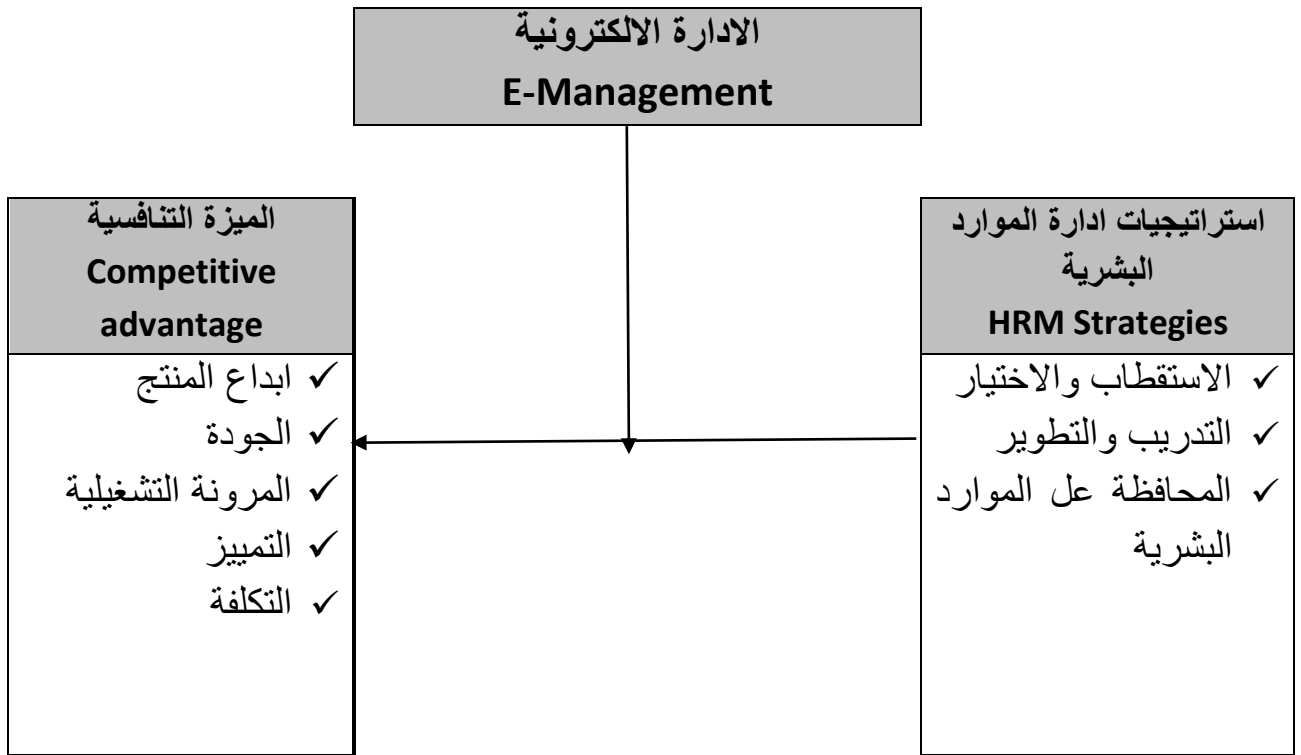 الادارة الالكترونية
E-Management
استراتيجيات ادارة الموارد
البشرية
HRM Strategies
✓ الاستقطاب والاختيار
✓ التدريب والتطوير
✓ المحافظة عل الموارد
البشرية
الميزة التنافسية
Competitive
advantage
✓ ابداع المنتج
✓ الجودة
✓ المرونة التشغيلية
✓ التمييز
✓ التكلفة